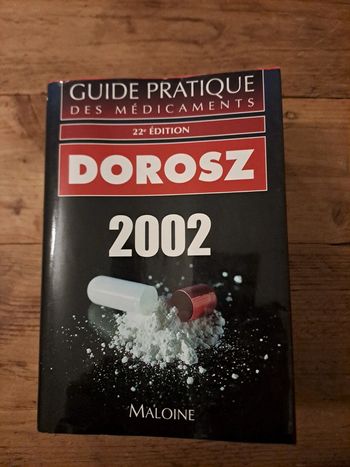 GUIDE PRATIQUE
DES MÉDICAMENTS
22e ÉDITION
DOROSZ
2002
MALOINE